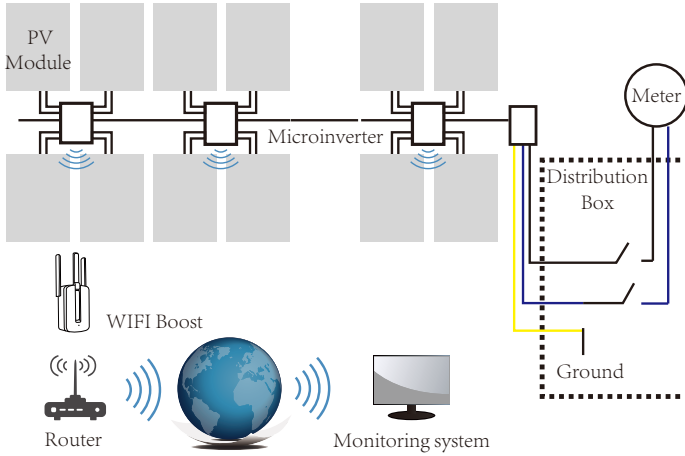 PV
Module
Meter
Microinverter
Distribution
Box
WIFI Boost
Ground
Router
Monitoring system